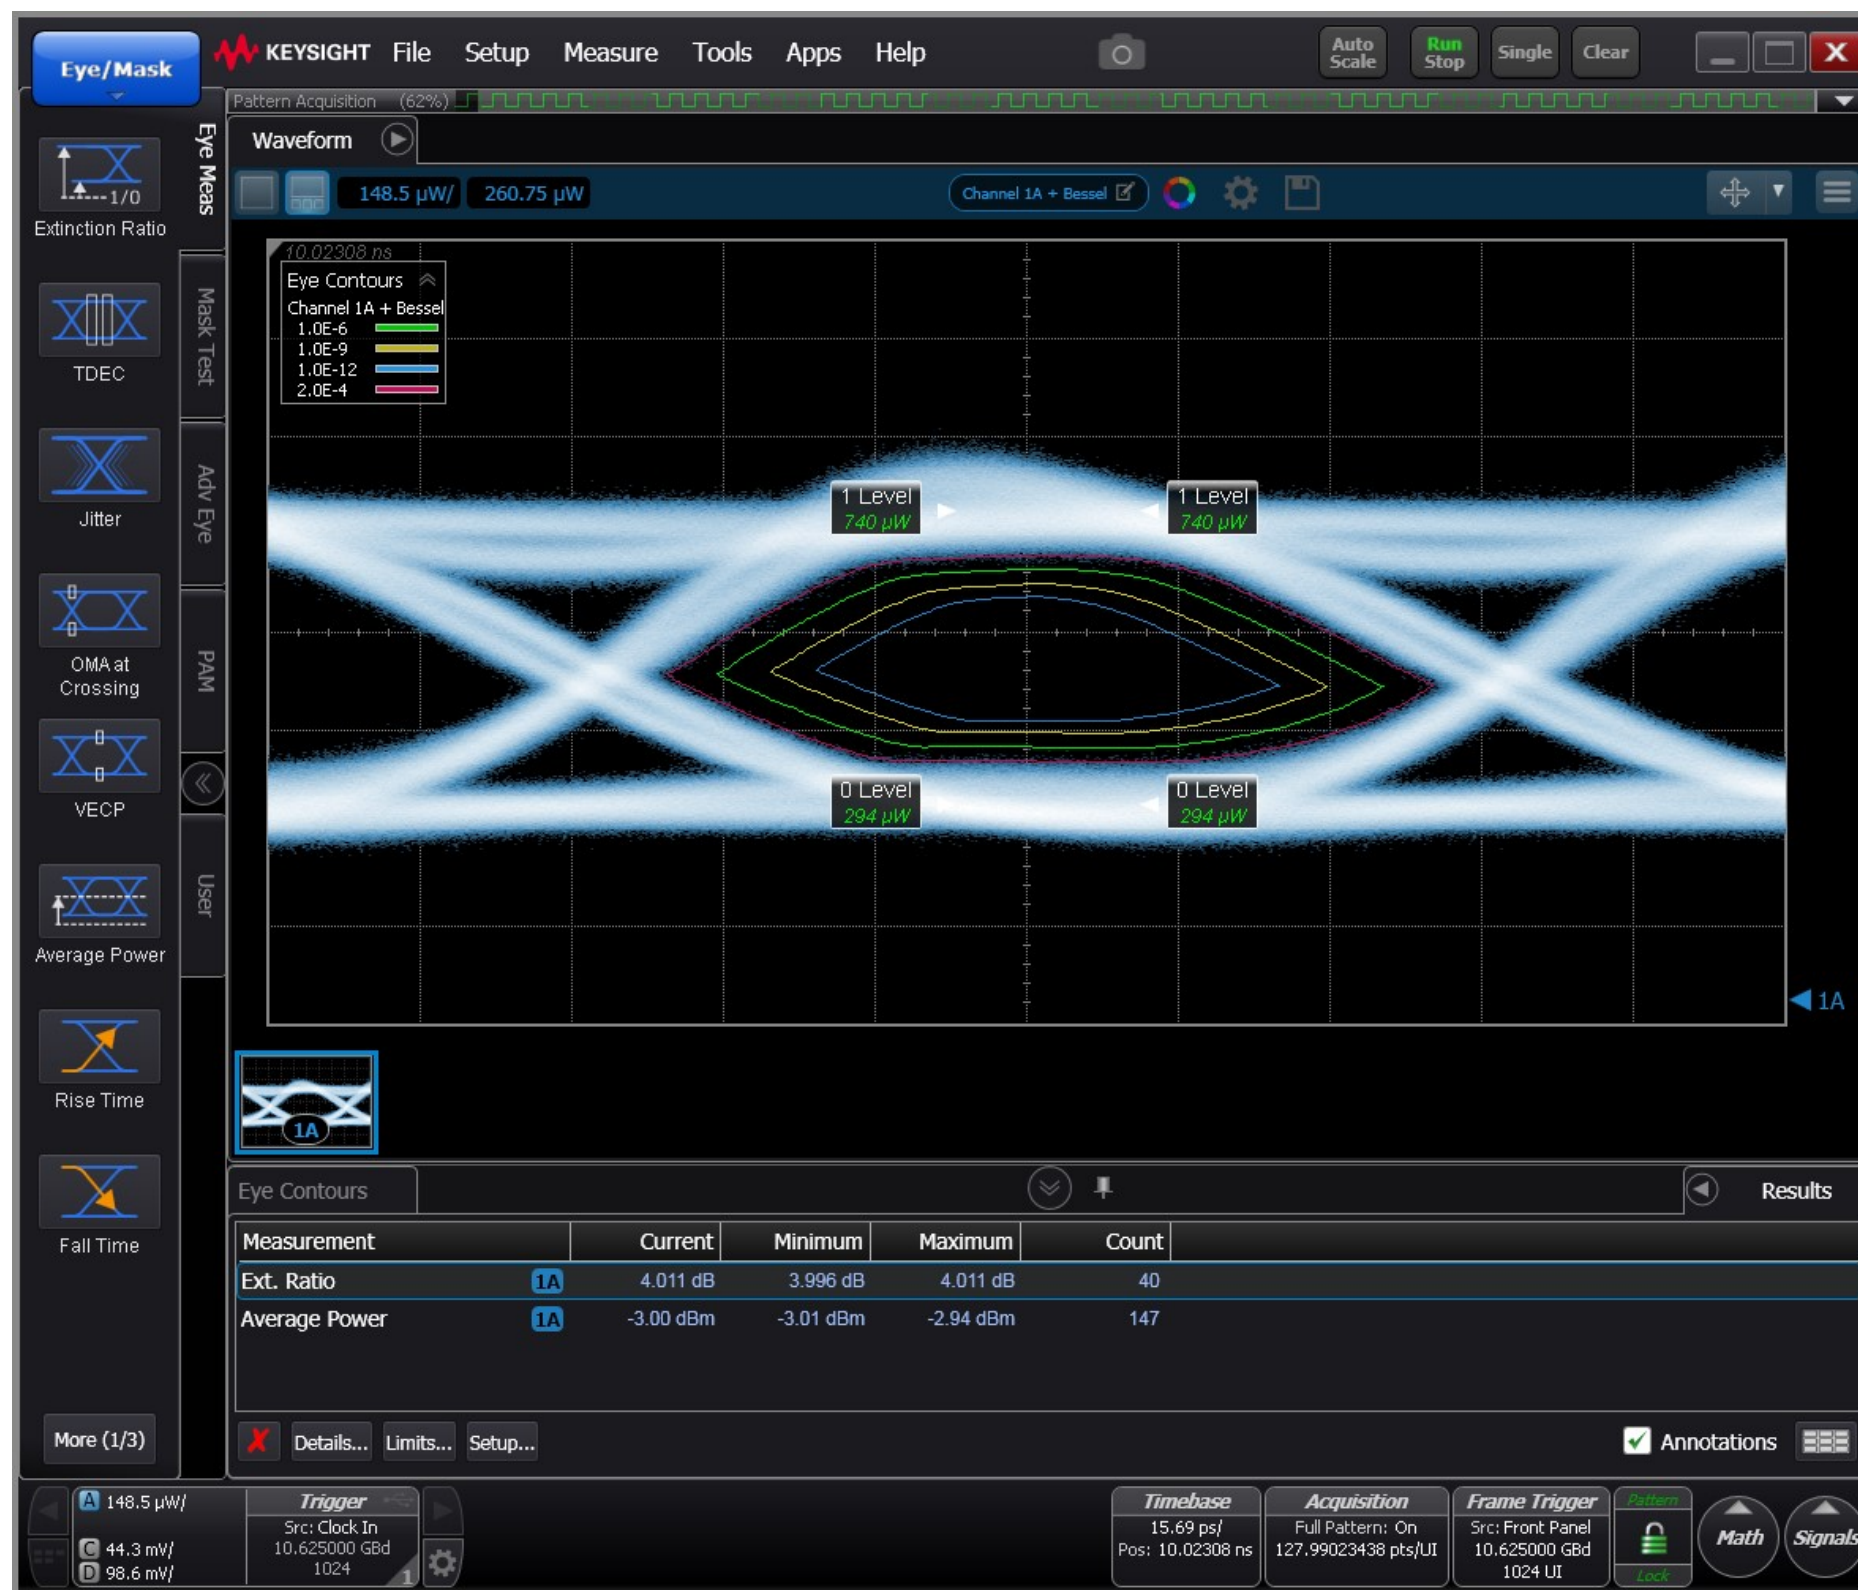 Eye/Mask
KEYSIGHT File Setup Measure Tools Apps Help
Auto Scale
Run Stop
Single
Clear
X
Pattern Acquisition (62%)
Waveform
148.5 µW/ 260.75 µW
Channel 1A + Bessel
Eye Meas
Mask Test
Adv Eye
PAM
User
1/0
Extinction Ratio
TDEC
Jitter
OMA at
Crossing
VECP
Average Power
Rise Time
Fall Time
More (1/3)
10.02308 ns
Eye Contours
Channel 1A + Bessel
1.0E-6
1.0E-9
1.0E-12
2.0E-4
1 Level
740 µW
1 Level
740 µW
0 Level
294 µW
0 Level
294 µW
1A
1A
Eye Contours
Results
Measurement Current Minimum Maximum Count
Ext. Ratio 1A 4.011 dB 3.996 dB 4.011 dB 40
Average Power 1A -3.00 dBm -3.01 dBm -2.94 dBm 147
Details... Limits... Setup...
Annotations
A 148.5 µW/
C 44.3 mV/
D 98.6 mV/
Trigger
Src: Clock In
10.625000 GBd
1024
1
Timebase
15.69 ps/
Pos: 10.02308 ns
Acquisition
Full Pattern: On
127.99023438 pts/UI
Frame Trigger
Src: Front Panel
10.625000 GBd
1024 UI
Pattern
Lock
Math
Signals